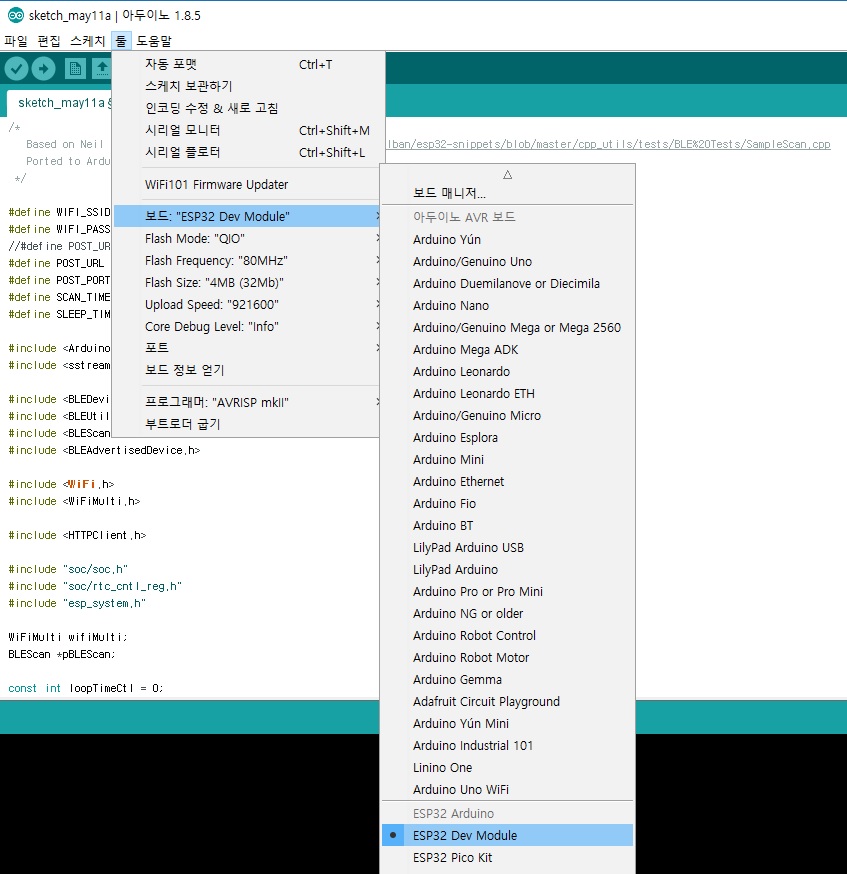 sketch_may11a | 아두이노 1.8.5
파일 편집 스케치 툴 도움말
sketch_may11a §
자동 포맷 Ctrl+T
스케치 보관하기
인코딩 수정 & 새로 고침
시리얼 모니터 Ctrl+Shift+M
시리얼 플로터 Ctrl+Shift+L
WiFi101 Firmware Updater
보드: "ESP32 Dev Module"
Flash Mode: "QIO"
Flash Frequency: "80MHz"
Flash Size: "4MB (32Mb)"
Upload Speed: "921600"
Core Debug Level: "Info"
포트
보드 정보 얻기
프로그래머: "AVRISP mkII"
부트로더 굽기
/*
Based on Neil
lban/esp32-snippets/blob/master/cpp_utils/tests/BLE%20Tests/SampleScan.cpp
Ported to Ardu
*/
#define WIFI_SSID
#define WIFI_PASS
//#define POST_UR
#define POST_URL
#define POST_PORT
#define SCAN_TIME
#define SLEEP_TIM
#include <Arduino
#include <sstream
#include <BLEDevi
#include <BLEUtil
#include <BLEScan
#include <BLEAdvertisedDevice.h>
#include <WiFi.h>
#include <WiFiMulti.h>
#include <HTTPClient.h>
#include "soc/soc.h"
#include "soc/rtc_cntl_reg.h"
#include "esp_system.h"
WiFiMulti wifiMulti;
BLEScan *pBLEScan;
const int loopTimeCtl = 0;
보드 매니저...
아두이노 AVR 보드
Arduino Yún
Arduino/Genuino Uno
Arduino Duemilanove or Diecimila
Arduino Nano
Arduino/Genuino Mega or Mega 2560
Arduino Mega ADK
Arduino Leonardo
Arduino Leonardo ETH
Arduino/Genuino Micro
Arduino Esplora
Arduino Mini
Arduino Ethernet
Arduino Fio
Arduino BT
LilyPad Arduino USB
LilyPad Arduino
Arduino Pro or Pro Mini
Arduino NG or older
Arduino Robot Control
Arduino Robot Motor
Arduino Gemma
Adafruit Circuit Playground
Arduino Yún Mini
Arduino Industrial 101
Linino One
Arduino Uno WiFi
ESP32 Arduino
ESP32 Dev Module
ESP32 Pico Kit